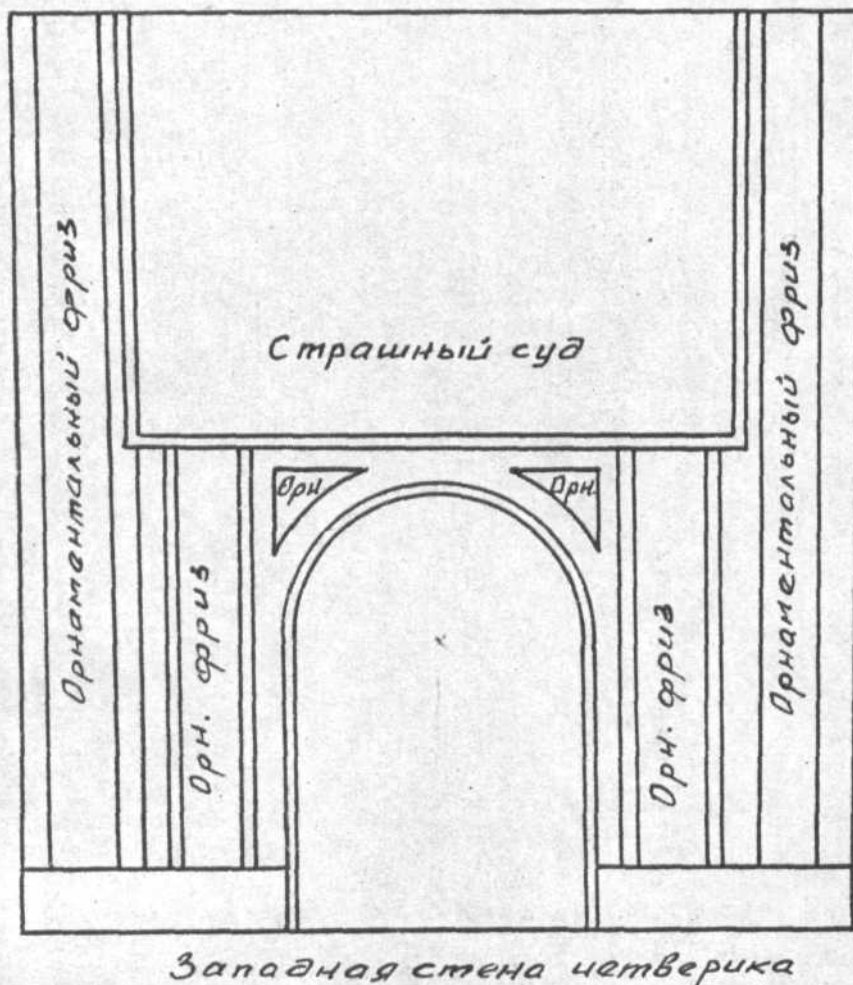 Страшный суд
Орнаментальный фриз
Орнаментальный фриз
Орн.
Орн.
Орн. фриз
Орн. фриз
Западная стена четверика